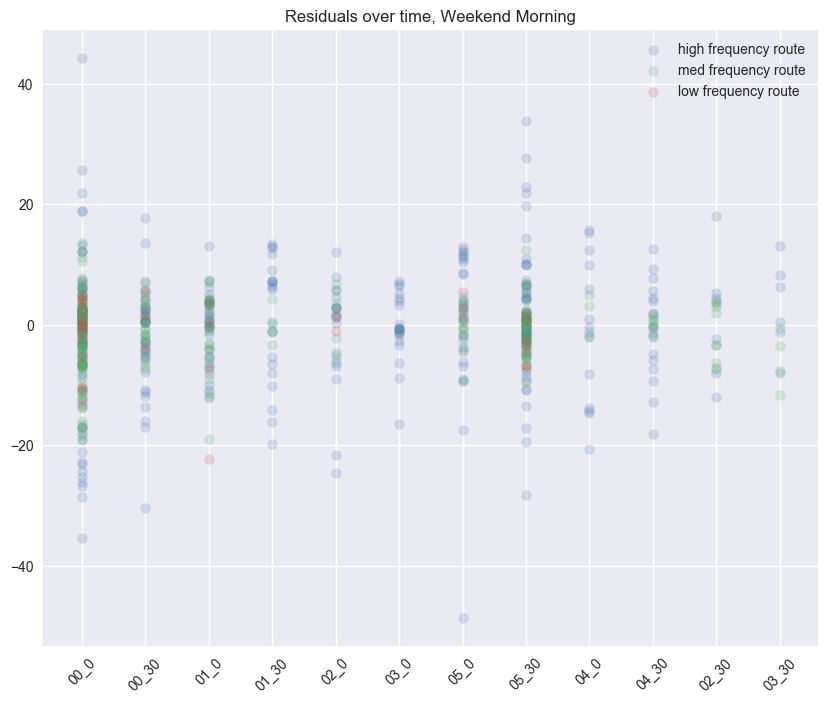 Residuals over time, Weekend Morning
high frequency route
med frequency route
low frequency route
40
20
0
−20
−40
00_0 00_30 01_0 01_30 02_0 03_0 05_0 05_30 04_0 04_30 02_30 03_30